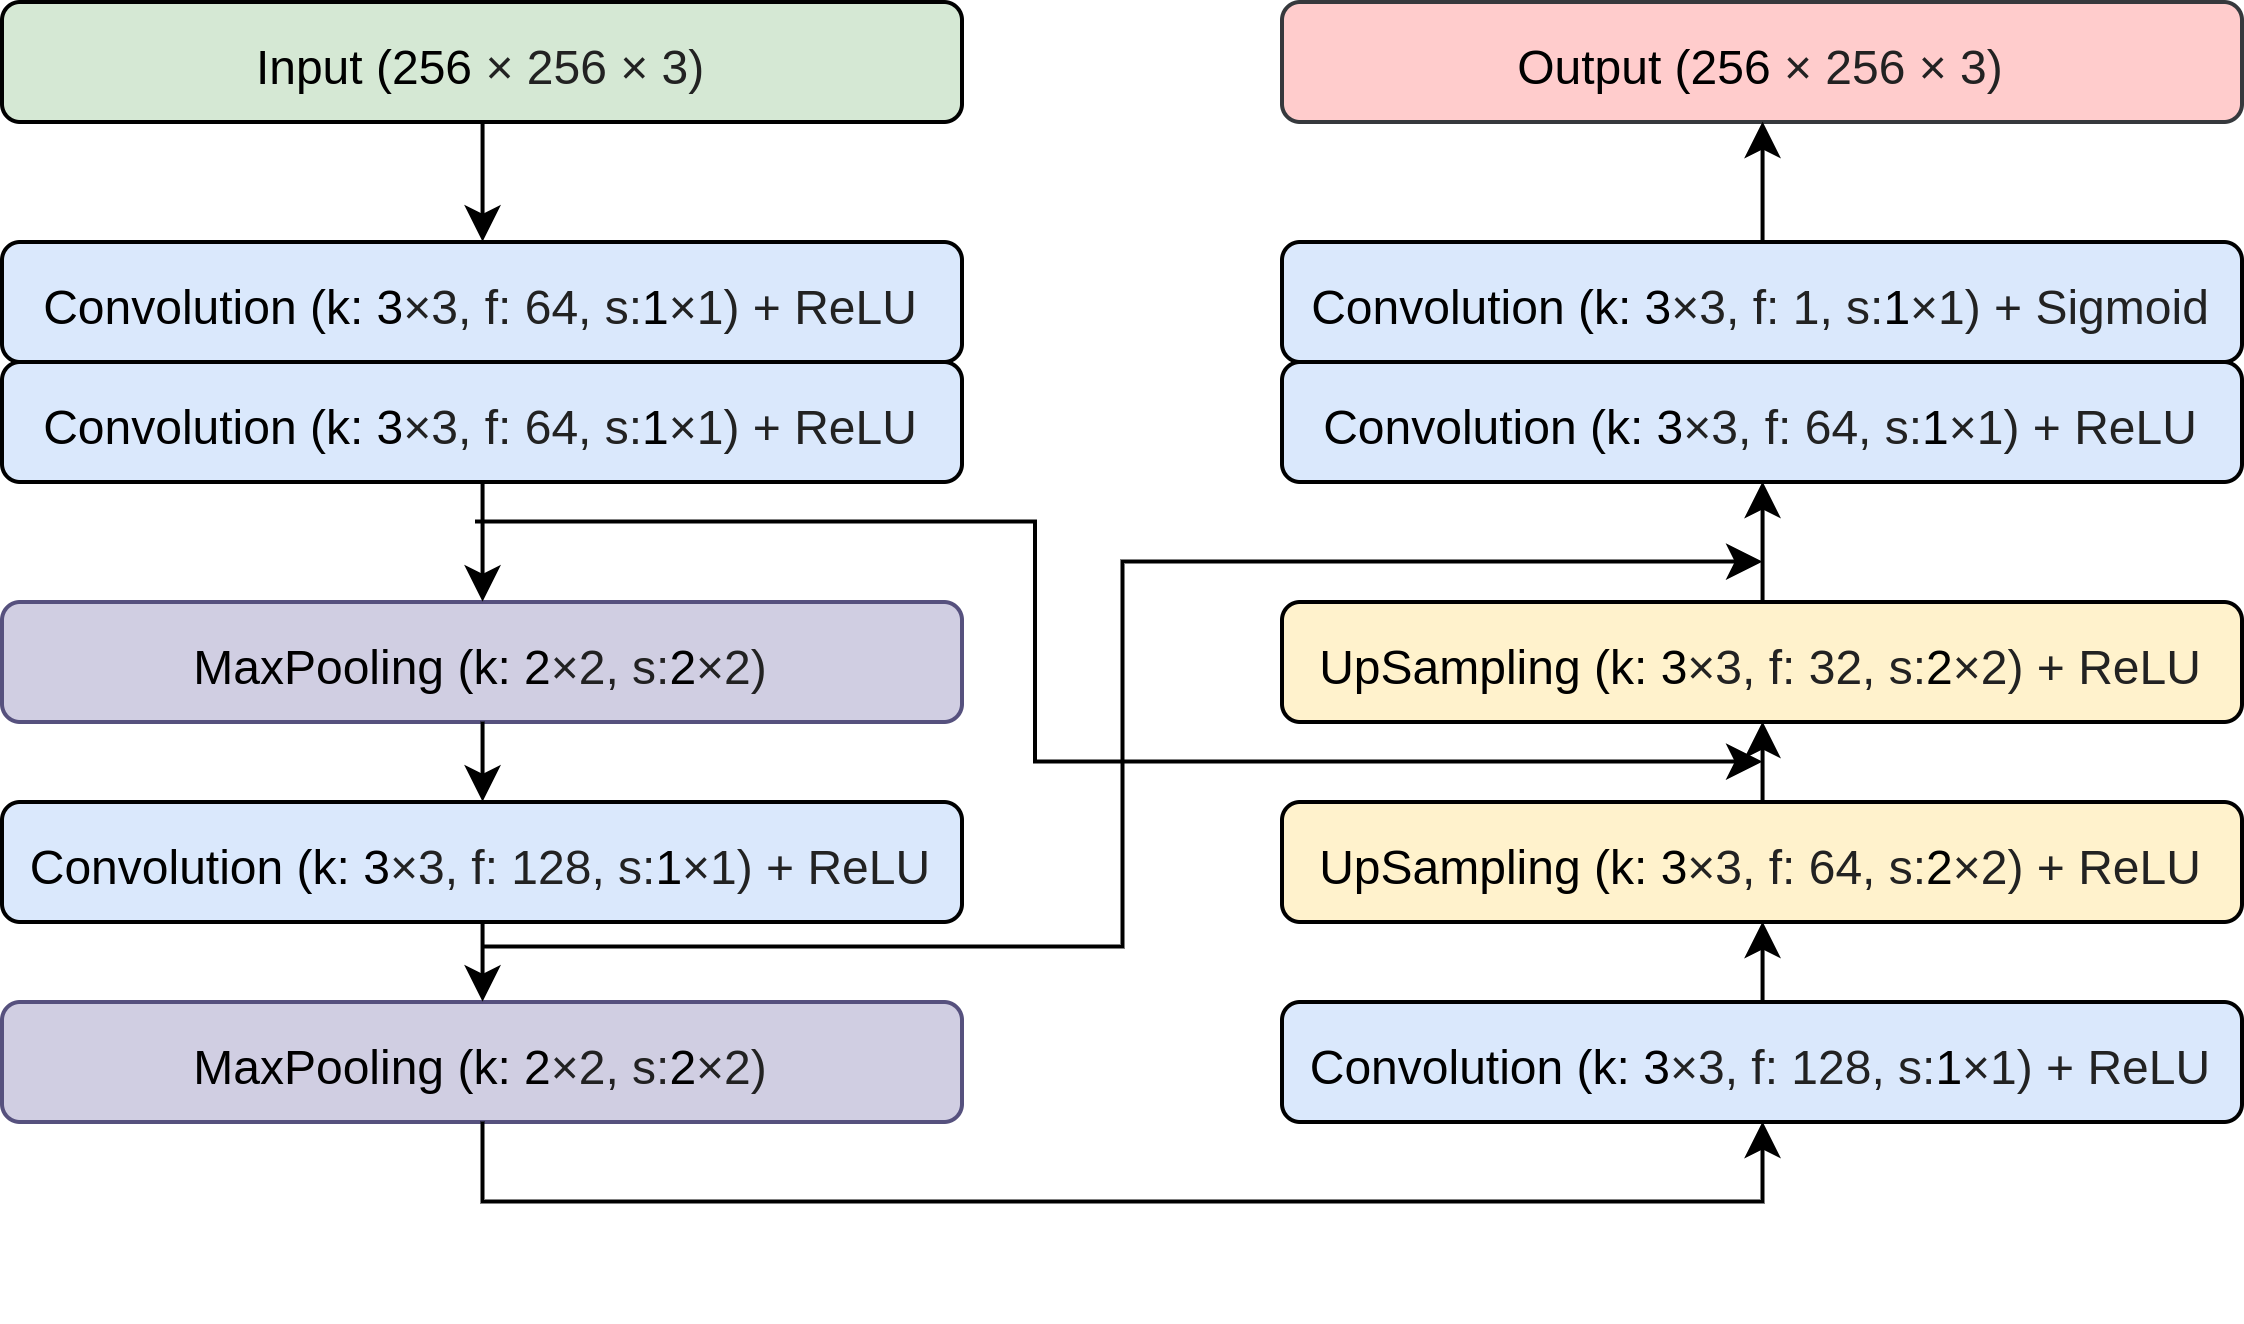 Input (256 × 256 × 3)
Convolution (k: 3×3, f: 64, s:1×1) + ReLU
Convolution (k: 3×3, f: 64, s:1×1) + ReLU
MaxPooling (k: 2×2, s:2×2)
Convolution (k: 3×3, f: 128, s:1×1) + ReLU
MaxPooling (k: 2×2, s:2×2)
Output (256 × 256 × 3)
Convolution (k: 3×3, f: 1, s:1×1) + Sigmoid
Convolution (k: 3×3, f: 64, s:1×1) + ReLU
UpSampling (k: 3×3, f: 32, s:2×2) + ReLU
UpSampling (k: 3×3, f: 64, s:2×2) + ReLU
Convolution (k: 3×3, f: 128, s:1×1) + ReLU